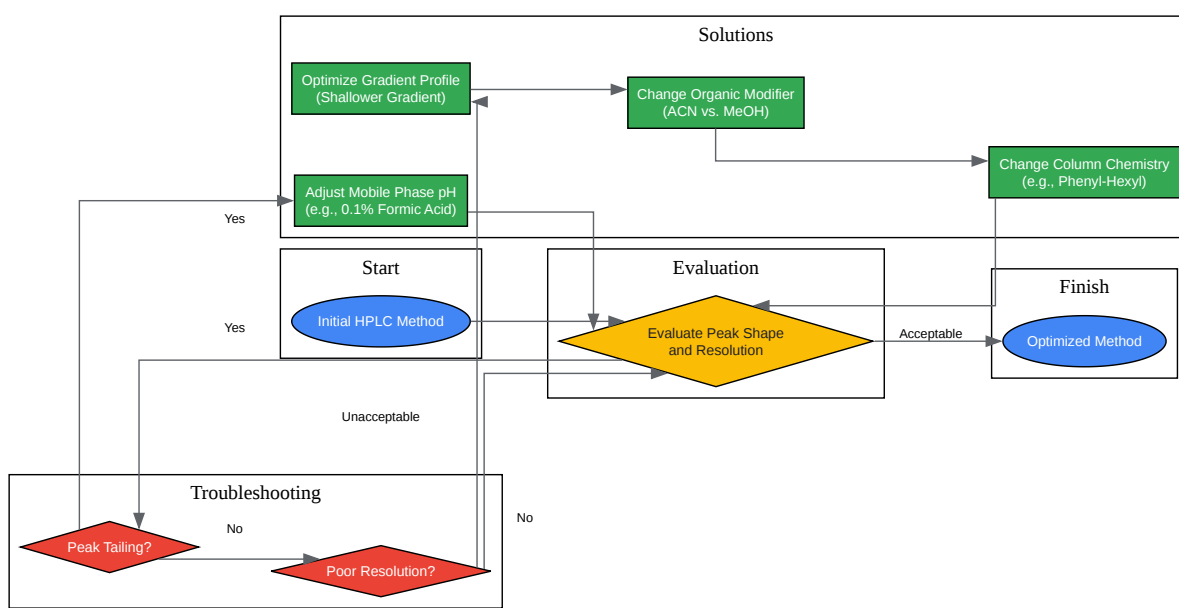 Solutions
Optimize Gradient Profile
(Shallower Gradient)
Change Organic Modifier
(ACN vs. MeOH)
Change Column Chemistry
(e.g., Phenyl-Hexyl)
Adjust Mobile Phase pH
(e.g., 0.1% Formic Acid)
Yes
Start
Evaluation
Finish
Initial HPLC Method
Yes
Evaluate Peak Shape
and Resolution
Acceptable
Optimized Method
Unacceptable
Troubleshooting
No
No
Peak Tailing?
Poor Resolution?